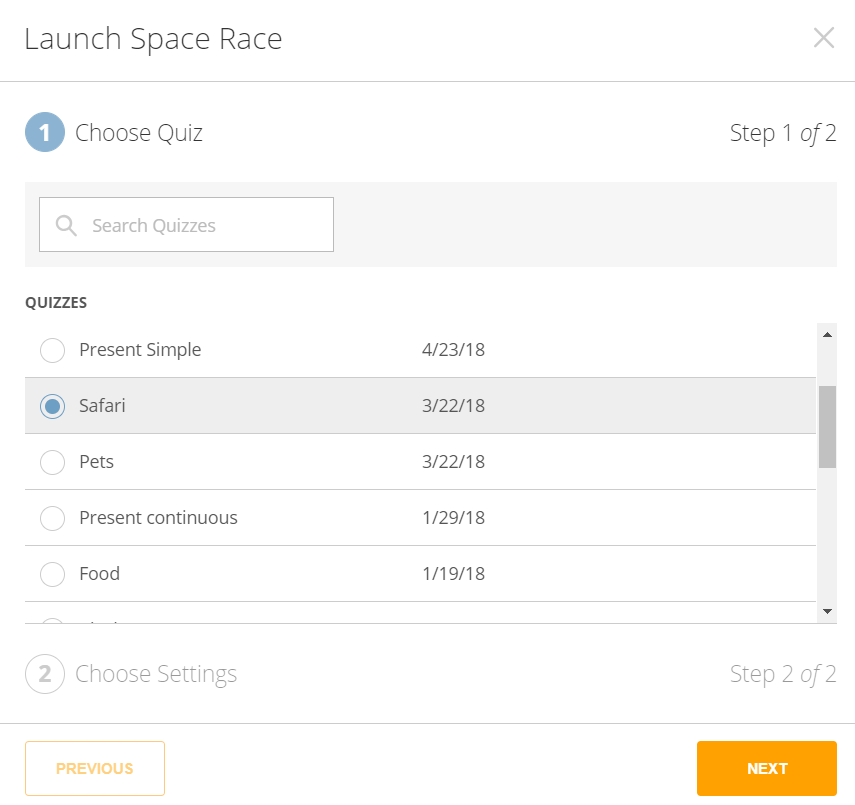 Launch Space Race
1 Choose Quiz Step 1 of 2
Search Quizzes
QUIZZES
Present Simple 4/23/18
Safari 3/22/18
Pets 3/22/18
Present continuous 1/29/18
Food 1/19/18
2 Choose Settings Step 2 of 2
PREVIOUS NEXT